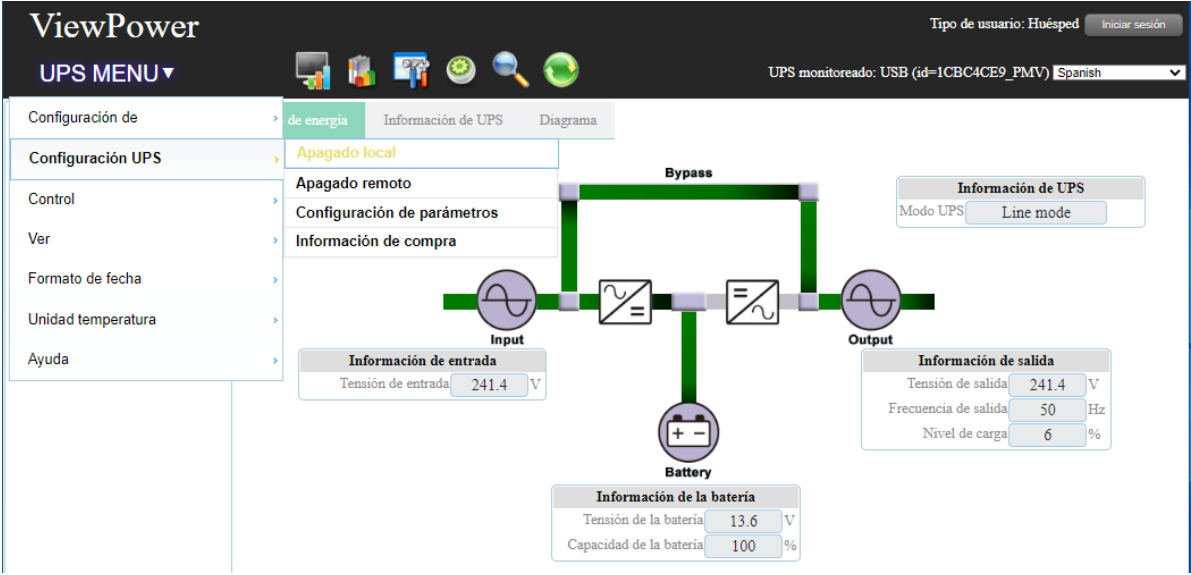 ViewPower
Tipo de usuario: Huésped Iniciar sesión
UPS MENU▼
UPS monitoreado: USB (id=1CBC4CE9_PMV) Spanish
Configuración de
Configuración UPS
Control
Ver
Formato de fecha
Unidad temperatura
Ayuda
de energía Información de UPS Diagrama
Apagado local
Apagado remoto
Configuración de parámetros
Información de compra
Bypass
Información de UPS
Modo UPS Line mode
Input
Output
Información de entrada
Tensión de entrada 241.4 V
Información de salida
Tensión de salida 241.4 V
Frecuencia de salida 50 Hz
Nivel de carga 6 %
Battery
Información de la batería
Tensión de la batería 13.6 V
Capacidad de la batería 100 %